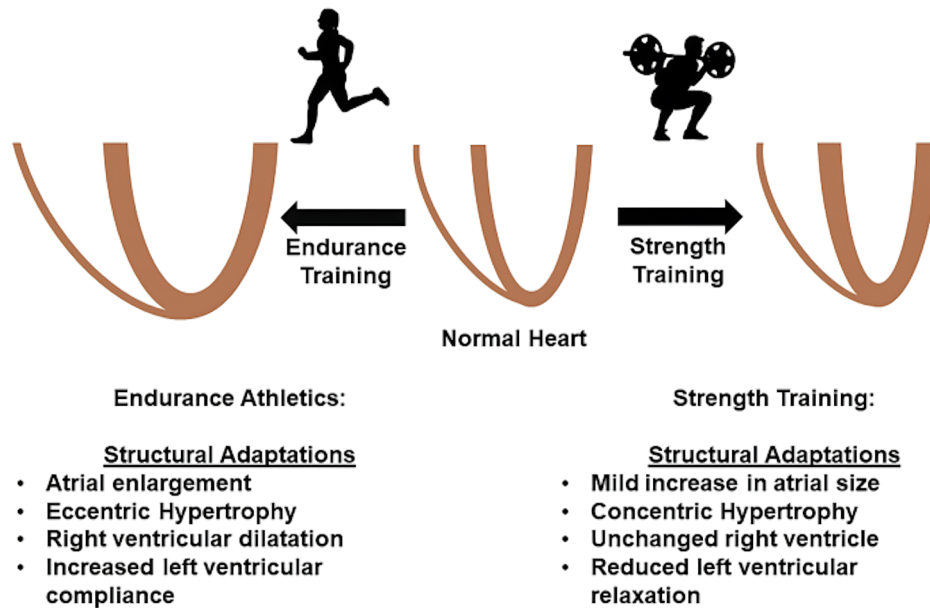 Endurance
Training
Strength
Training
Normal Heart
Endurance Athletics:
Structural Adaptations
• Atrial enlargement
• Eccentric Hypertrophy
• Right ventricular dilatation
• Increased left ventricular
compliance
Strength Training:
Structural Adaptations
• Mild increase in atrial size
• Concentric Hypertrophy
• Unchanged right ventricle
• Reduced left ventricular
relaxation